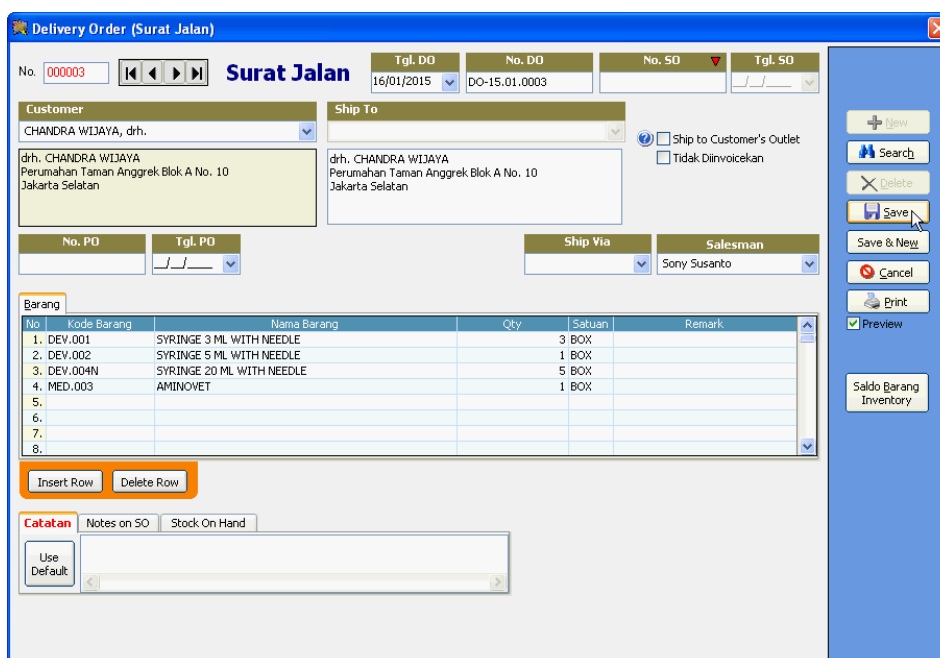 Delivery Order (Surat Jalan)
No. 000003
Surat Jalan
Tgl. DO No. DO No. SO Tgl. SO
16/01/2015 DO-15.01.0003 _/_/___
Customer Ship To
CHANDRA WIJAYA, drh.
Ship to Customer's Outlet
Tidak Diinvoicekan
drh. CHANDRA WIJAYA
Perumahan Taman Anggrek Blok A No. 10
Jakarta Selatan
drh. CHANDRA WIJAYA
Perumahan Taman Anggrek Blok A No. 10
Jakarta Selatan
No. PO Tgl. PO Ship Via Salesman
_/_/___ Sony Susanto
Barang
No Kode Barang Nama Barang Qty Satuan Remark
1. DEV.001 SYRINGE 3 ML WITH NEEDLE 3 BOX
2. DEV.002 SYRINGE 5 ML WITH NEEDLE 1 BOX
3. DEV.004N SYRINGE 20 ML WITH NEEDLE 5 BOX
4. MED.003 AMINOVET 1 BOX
5.
6.
7.
8.
Insert Row Delete Row
Catatan Notes on SO Stock On Hand
Use
Default
New
Search
Delete
Save
Save & New
Cancel
Print
Preview
Saldo Barang
Inventory